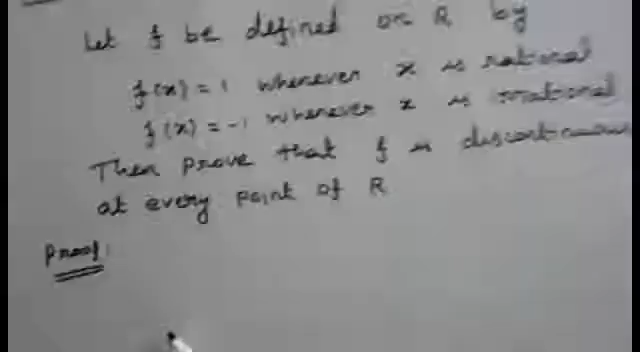 Let f be defined on R by
f(x) = 1 whenever x is rational
f(x) = -1 whenever x is irrational
Then prove that f is discontinuous
at every point of R
Proof: